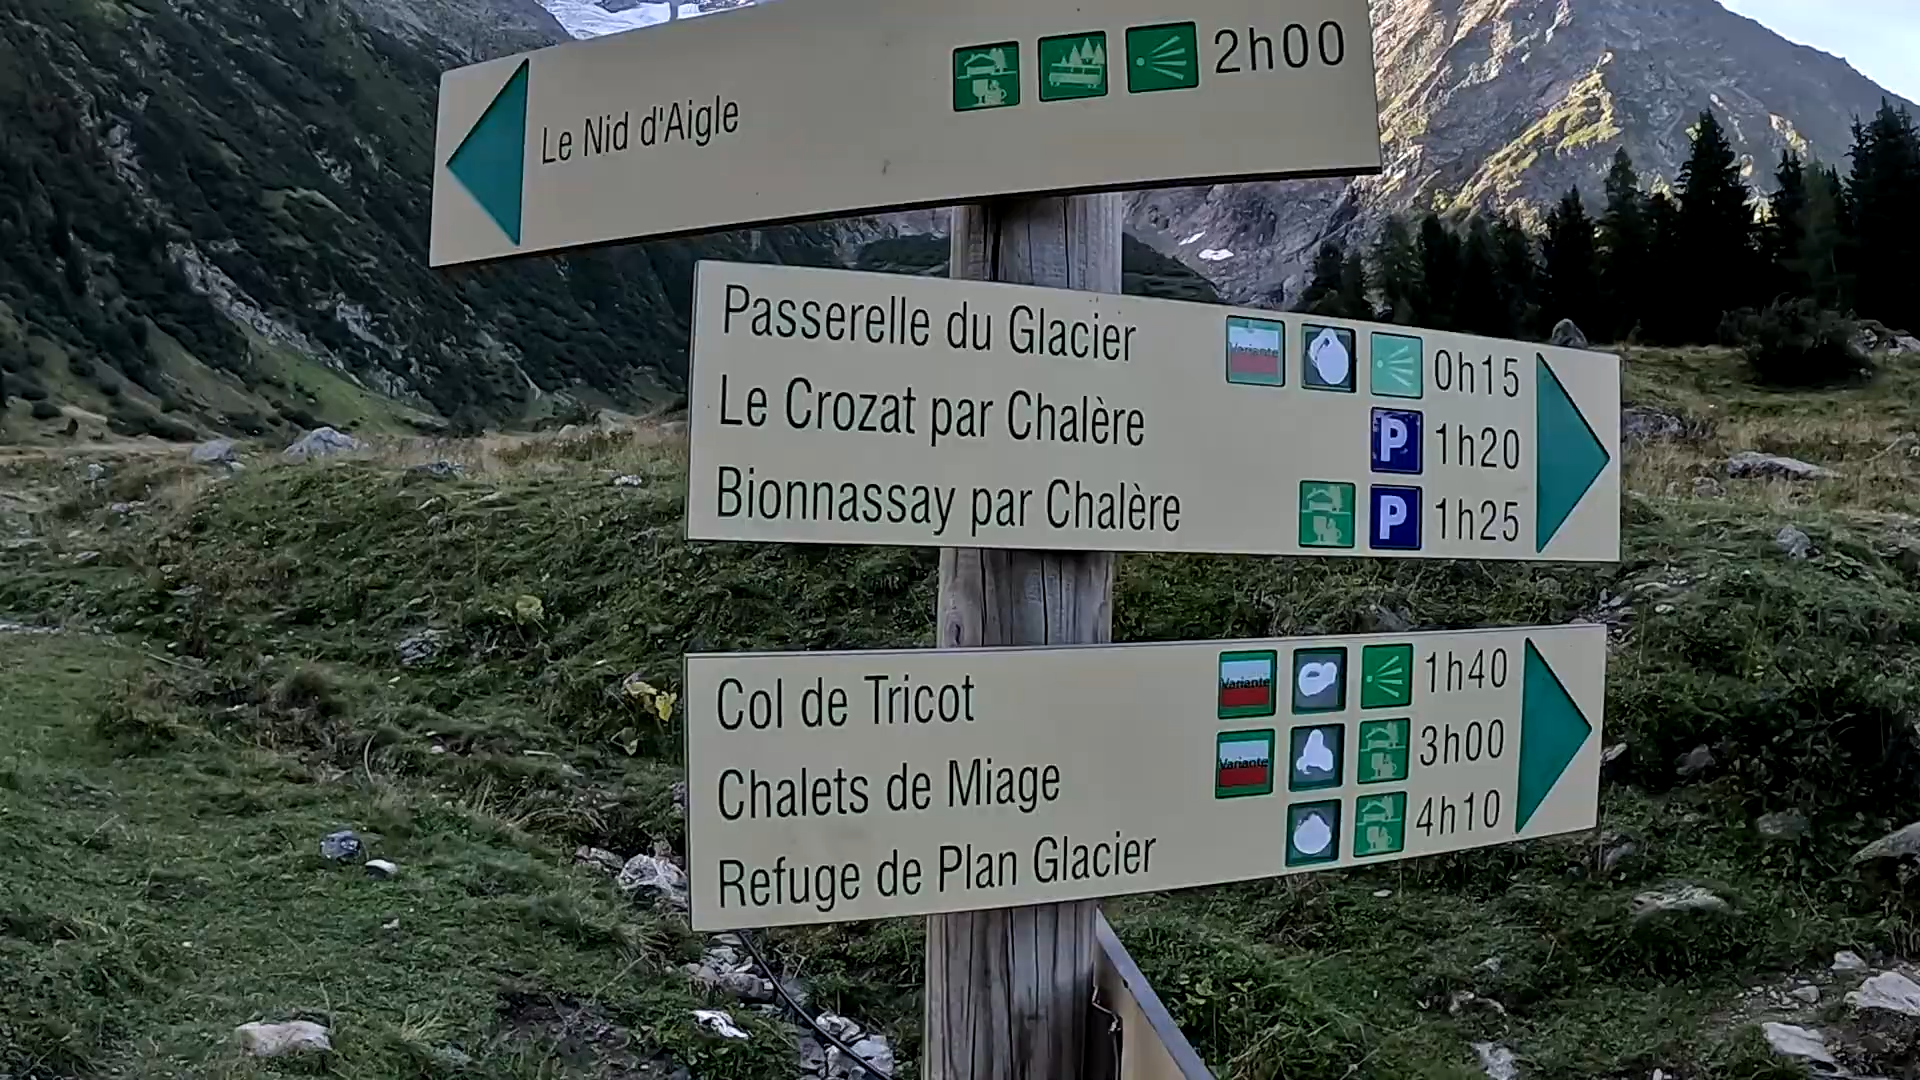 Le Nid d'Aigle 2h00
Passerelle du Glacier Variante 0h15
Le Crozat par Chalère P 1h20
Bionnassay par Chalère P 1h25
Col de Tricot Variante 1h40
Chalets de Miage Variante 3h00
Refuge de Plan Glacier 4h10